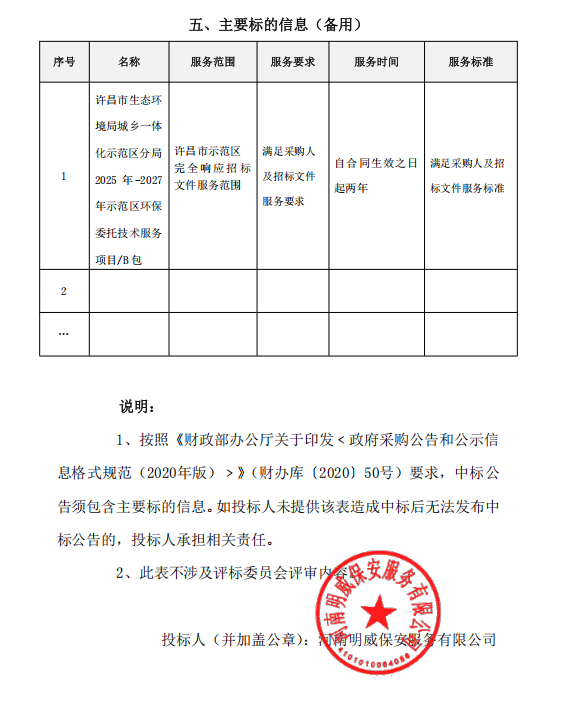 五、主要标的信息（备用）
序号 名称 服务范围 服务要求 服务时间 服务标准
1
许昌市生态环
境局城乡一体
化示范区分局
2025 年-2027
年示范区环保
委托技术服务
项目/B 包
许昌市示范区
完全响应招标
文件服务范围
满足采购人
及招标文件
服务要求
自合同生效之日
起两年
满足采购人及招
标文件服务标准
2
…
说明：
1、按照《财政部办公厅关于印发＜政府采购公告和公示信
息格式规范（2020年版）＞》（财办库〔2020〕50号）要求，中标公
告须包含主要标的信息。如投标人未提供该表造成中标后无法发布中
标公告的，投标人承担相关责任。
2、此表不涉及评标委员会评审内容。
投标人（并加盖公章）：河南明威保安服务有限公司
河南明威保安服务有限公司